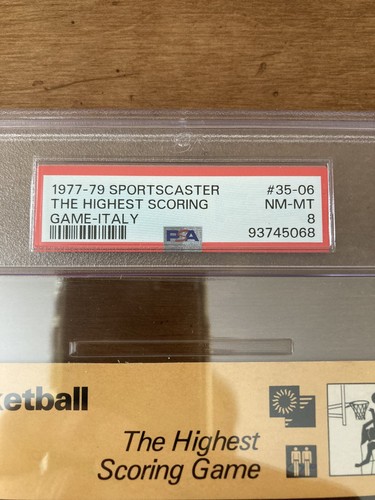 1977-79 SPORTSCASTER #35-06
THE HIGHEST SCORING NM-MT
GAME-ITALY PSA 8
93745068
ketball
The Highest
Scoring Game